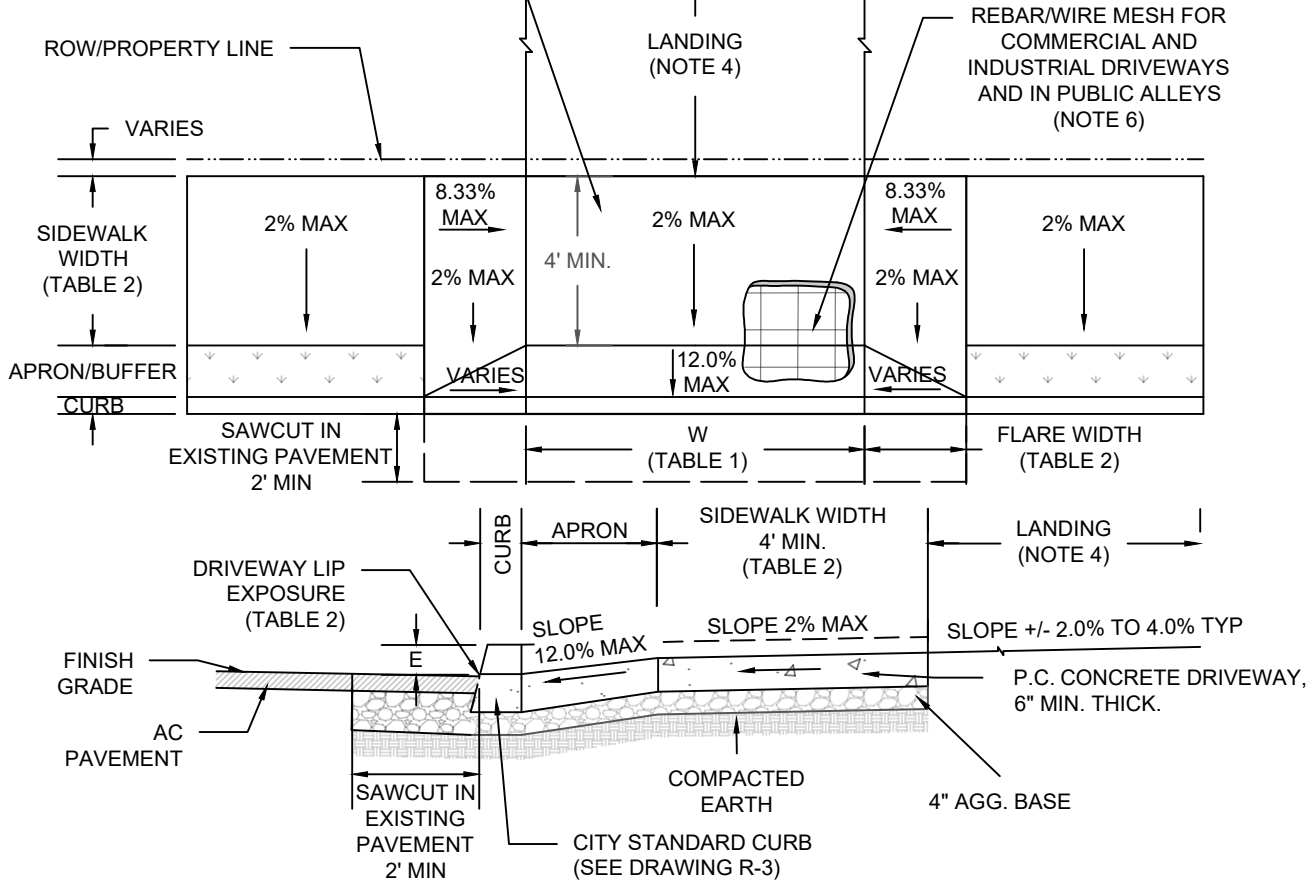 ROW/PROPERTY LINE
LANDING
(NOTE 4)
REBAR/WIRE MESH FOR
COMMERCIAL AND
INDUSTRIAL DRIVEWAYS
AND IN PUBLIC ALLEYS
(NOTE 6)
VARIES
SIDEWALK
WIDTH
(TABLE 2)
2% MAX
8.33%
MAX
2% MAX
4' MIN.
2% MAX
8.33%
MAX
2% MAX
2% MAX
APRON/BUFFER
VARIES
12.0%
MAX
VARIES
CURB
SAWCUT IN
EXISTING PAVEMENT
2' MIN
W
(TABLE 1)
FLARE WIDTH
(TABLE 2)
CURB
APRON
SIDEWALK WIDTH
4' MIN.
(TABLE 2)
LANDING
(NOTE 4)
DRIVEWAY LIP
EXPOSURE
(TABLE 2)
E
SLOPE
12.0% MAX
SLOPE 2% MAX
SLOPE +/- 2.0% TO 4.0% TYP
FINISH
GRADE
P.C. CONCRETE DRIVEWAY,
6" MIN. THICK.
AC
PAVEMENT
COMPACTED
EARTH
4" AGG. BASE
SAWCUT IN
EXISTING
PAVEMENT
2' MIN
CITY STANDARD CURB
(SEE DRAWING R-3)